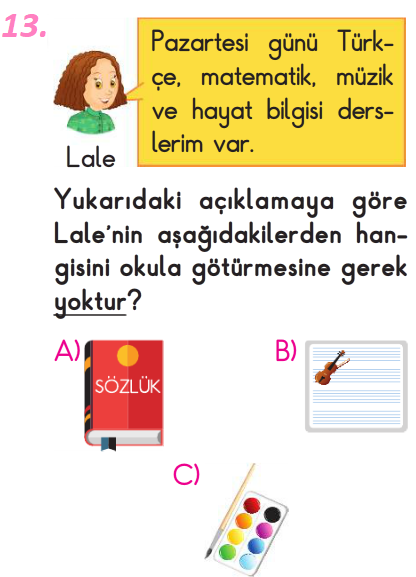 13.
Pazartesi günü Türk-
çe, matematik, müzik
ve hayat bilgisi ders-
lerim var.
Lale
Yukarıdaki açıklamaya göre
Lale'nin aşağıdakilerden han-
gisini okula götürmesine gerek
yoktur?
A)
SÖZLÜK
B)
C)